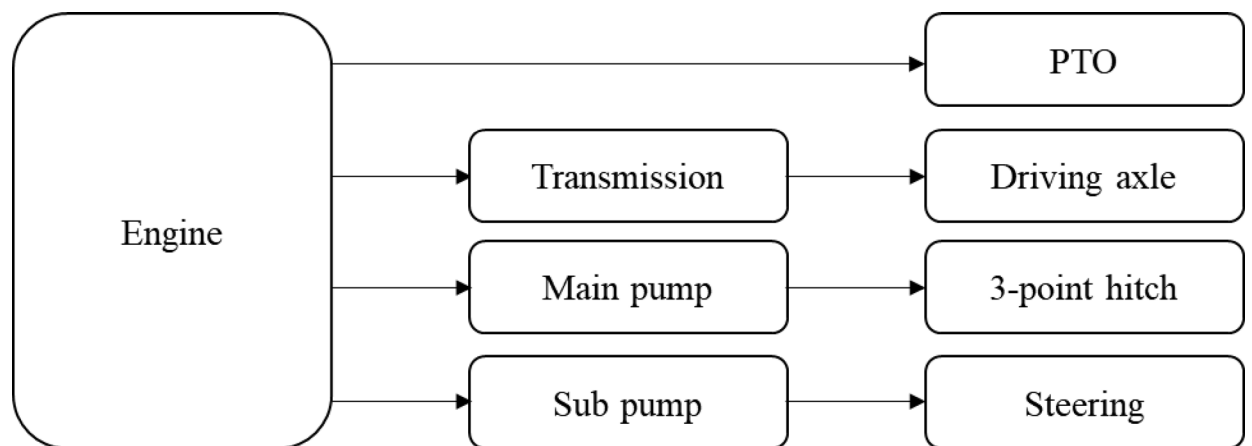 PTO
Transmission
Driving axle
Engine
Main pump
3-point hitch
Sub pump
Steering